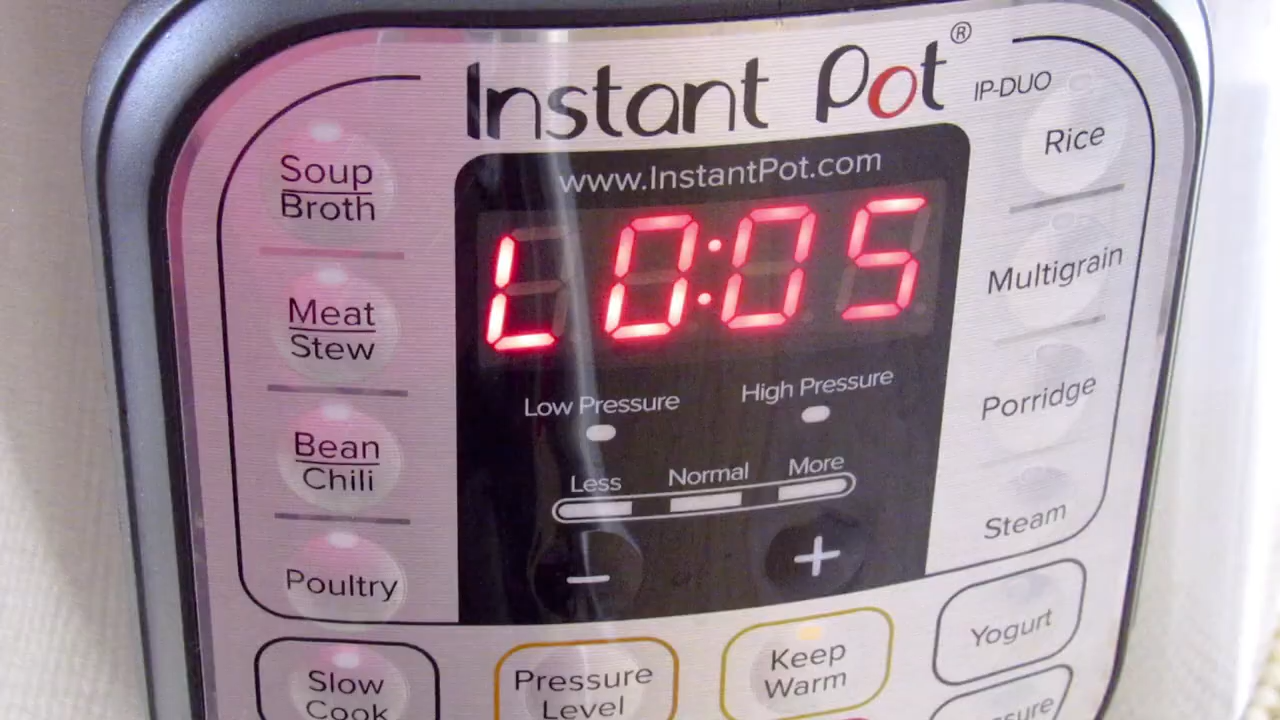 Instant Pot®
IP-DUO
www.InstantPot.com
L0:05
Soup
Broth
Meat
Stew
Bean
Chili
Poultry
Slow
Cook
Low Pressure
High Pressure
Less
Normal
More
−
+
Pressure
Level
Keep
Warm
Rice
Multigrain
Porridge
Steam
Yogurt